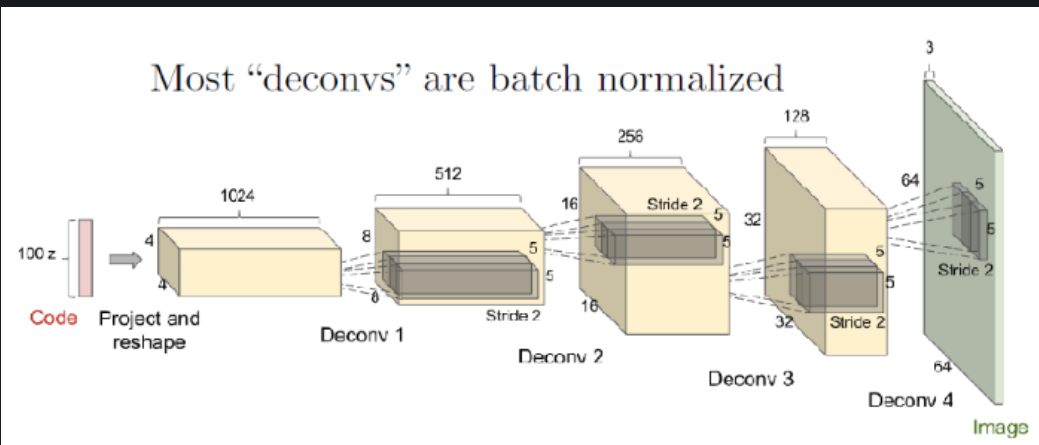 Most “deconvs” are batch normalized
100 z
Code
Project and
reshape
1024
4
4
512
8
8
5
5
Stride 2
Deconv 1
256
16
16
Stride 2
5
5
Deconv 2
128
32
32
5
5
Stride 2
Deconv 3
3
64
64
5
5
Stride 2
Deconv 4
Image